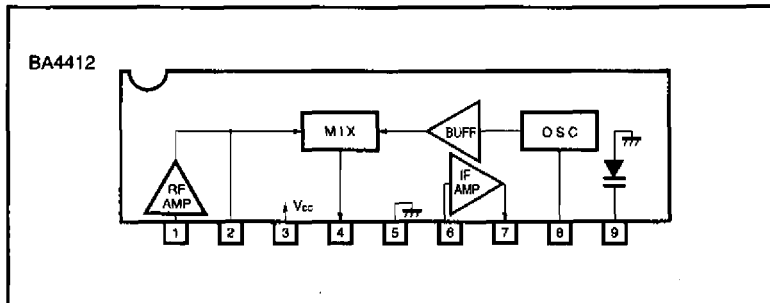 BA4412
MIX
BUFF
OSC
RF
AMP
Vcc
IF
AMP
1 2 3 4 5 6 7 8 9